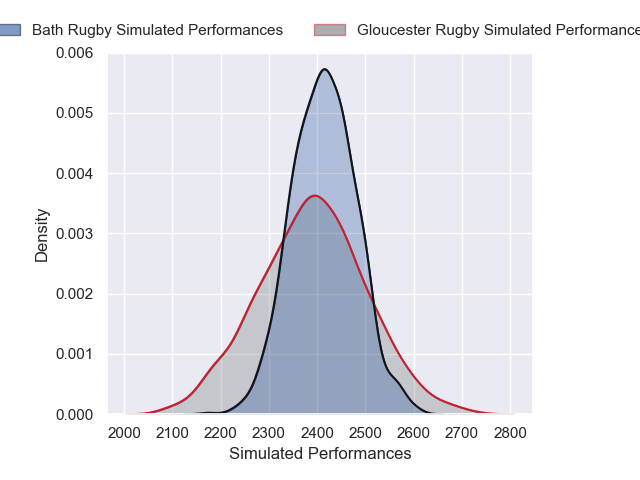 Bath Rugby Simulated Performances
Gloucester Rugby Simulated Performance
0.006
0.005
0.004
0.003
0.002
0.001
0.000
Density
2000 2100 2200 2300 2400 2500 2600 2700 2800
Simulated Performances